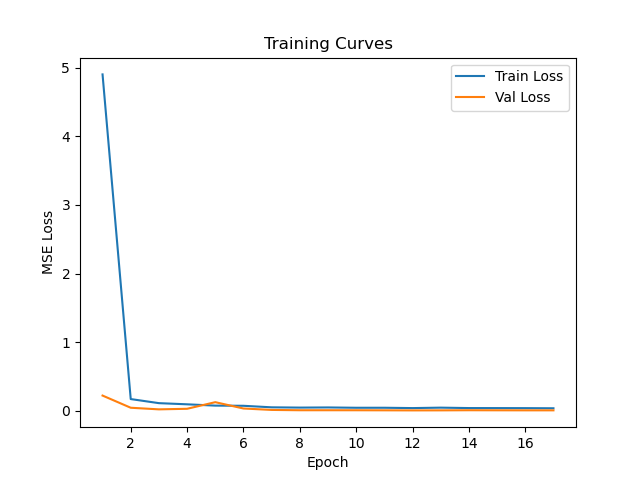 Training Curves
Train Loss
Val Loss
MSE Loss
5
4
3
2
1
0
2 4 6 8 10 12 14 16
Epoch